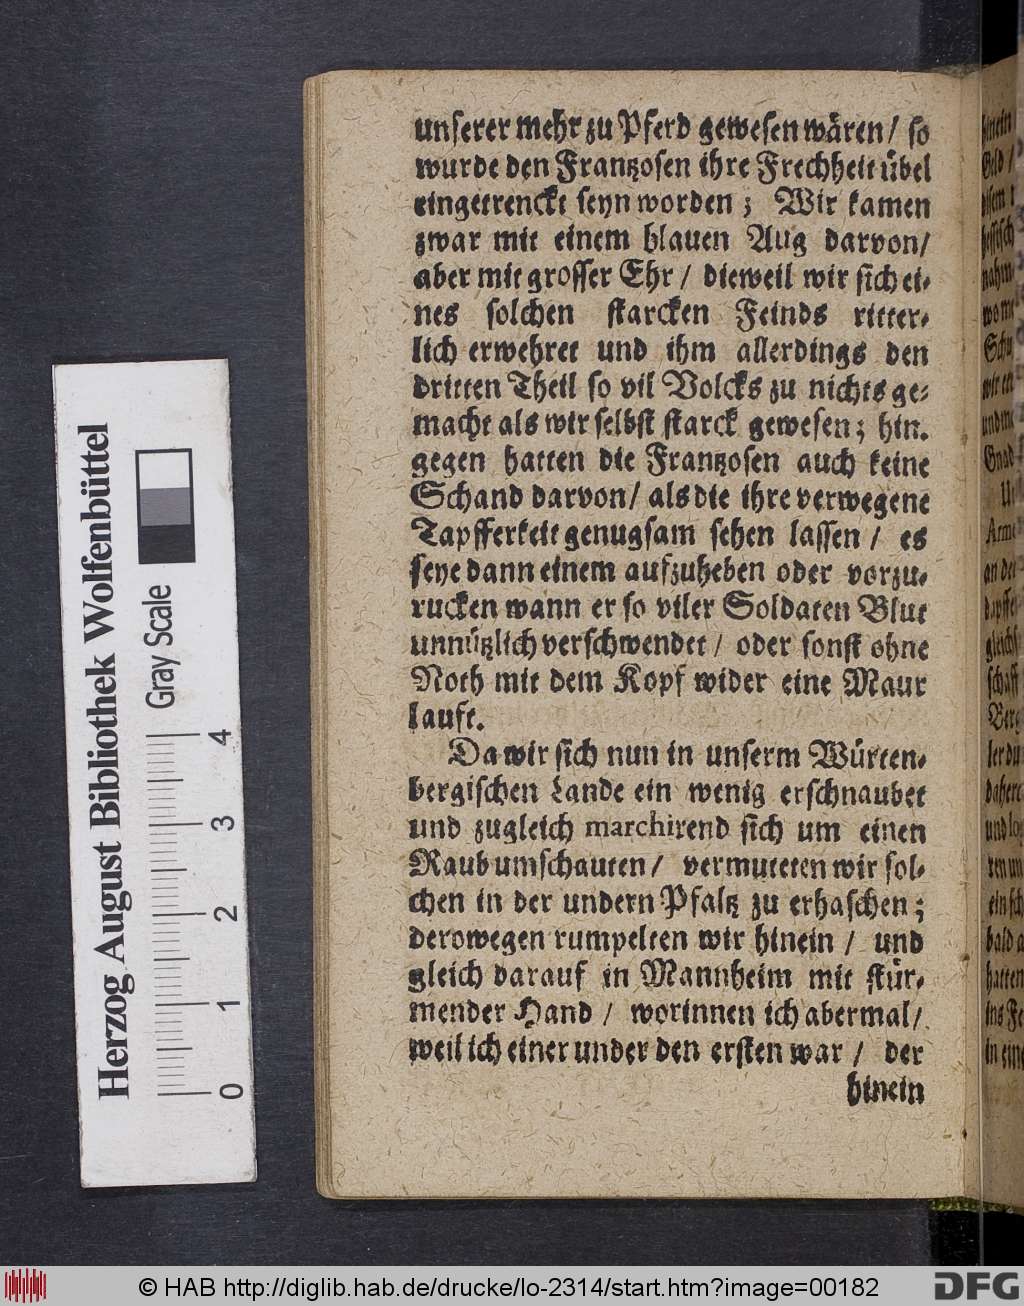 unserer mehr zu Pferd gewesen wären / so
wurde den Frantzosen ihre Frechheit übel
eingetrenckt seyn worden ; Wir kamen
zwar mit einem blauen Aug darvon /
aber mit grosser Ehr / dieweil wir sich ei-
nes solchen starcken Feinds ritter-
lich erwehret und ihm allerdings den
dritten Theil so vil Volcks zu nichts ge-
macht als wir selbst starck gewesen ; hin-
gegen hatten die Frantzosen auch keine
Schand darvon / als die ihre verwegene
Tapfferkeit genugsam sehen lassen / es
seye dann einem aufzuheben oder vorzu-
rucken wann er so viler Soldaten Blut
unnützlich verschwendet / oder sonst ohne
Noth mit dem Kopf wider eine Maur
laufft.
Da wir sich nun in unserm Würten-
bergischen Lande ein wenig erschnaubet
und zugleich marchirend sich um einen
Raub umschauten / vermuteten wir sol-
chen in der undern Pfaltz zu erhaschen ;
derowegen rumpelten wir hinein / und
gleich darauf in Mannheim mit stür-
mender Hand / worinnen ich abermal /
weil ich einer under den ersten war / der
hinein
Herzog August Bibliothek Wolfenbüttel
Gray Scale
0 1 2 3 4
© HAB http://diglib.hab.de/drucke/lo-2314/start.htm?image=00182
DFG